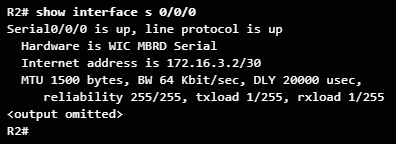 R2# show interface s 0/0/0
Serial0/0/0 is up, line protocol is up
Hardware is WIC MBRD Serial
Internet address is 172.16.3.2/30
MTU 1500 bytes, BW 64 Kbit/sec, DLY 20000 usec,
reliability 255/255, txload 1/255, rxload 1/255
<output omitted>
R2#